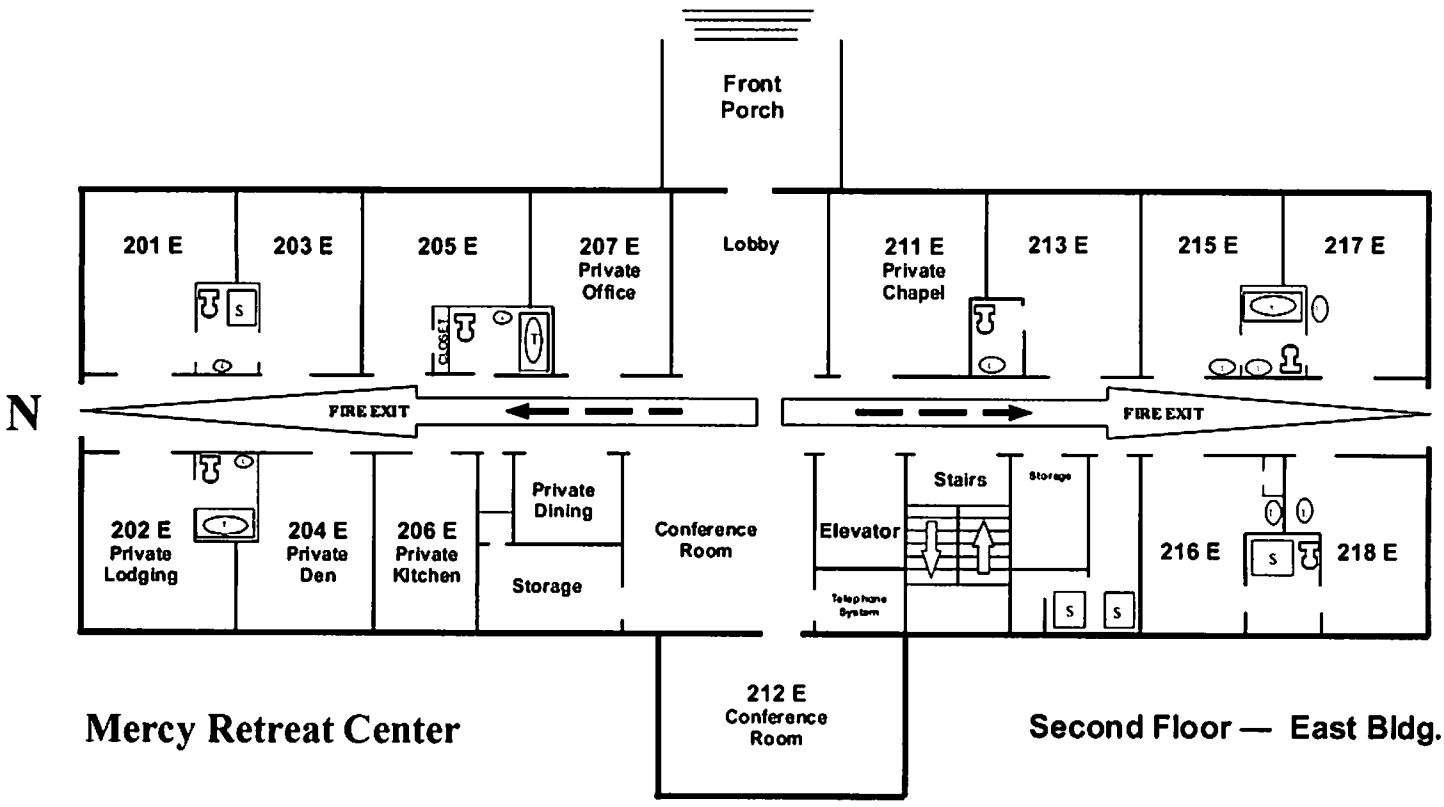 Front
Porch
201 E
203 E
205 E
207 E
Private
Office
Lobby
211 E
Private
Chapel
213 E
215 E
217 E
S
CLOSET
T
N
FIRE EXIT
FIRE EXIT
202 E
Private
Lodging
204 E
Private
Den
206 E
Private
Kitchen
Private
Dining
Storage
Conference
Room
Elevator
Telephone
System
Stairs
Storage
S
S
216 E
S
218 E
212 E
Conference
Room
Mercy Retreat Center
Second Floor — East Bldg.